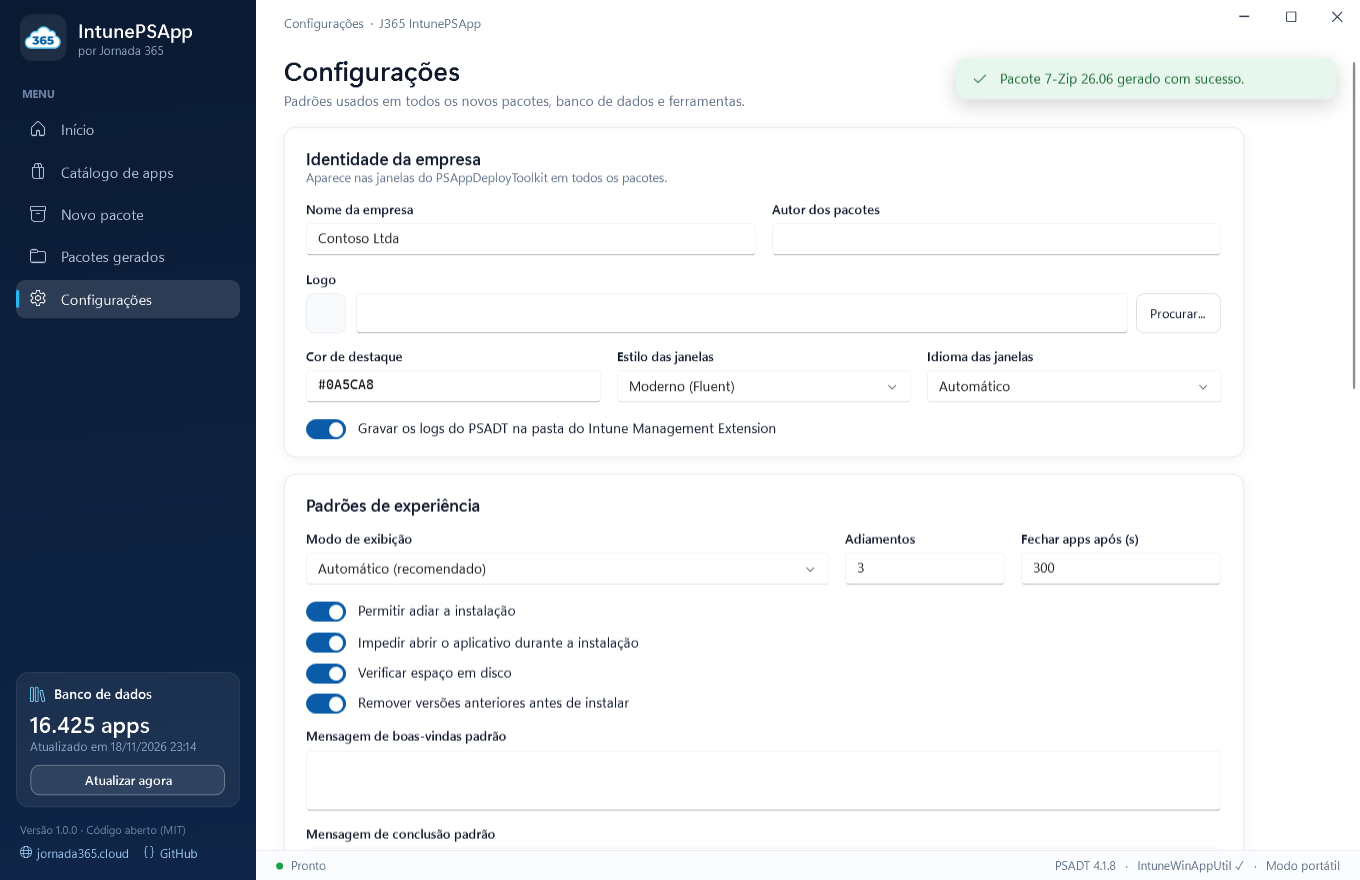 365
IntunePSApp
por Jornada 365
MENU
Início
Catálogo de apps
Novo pacote
Pacotes gerados
Configurações
Banco de dados
16.425 apps
Atualizado em 18/11/2026 23:14
Atualizar agora
Versão 1.0.0 · Código aberto (MIT)
jornada365.cloud
GitHub
Configurações · J365 IntunePSApp
Configurações
Padrões usados em todos os novos pacotes, banco de dados e ferramentas.
Pacote 7-Zip 26.06 gerado com sucesso.
Identidade da empresa
Aparece nas janelas do PSAppDeployToolkit em todos os pacotes.
Nome da empresa
Autor dos pacotes
Contoso Ltda
Logo
Procurar...
Cor de destaque
Estilo das janelas
Idioma das janelas
#0A5CA8
Moderno (Fluent)
Automático
Gravar os logs do PSADT na pasta do Intune Management Extension
Padrões de experiência
Modo de exibição
Adiamentos
Fechar apps após (s)
Automático (recomendado)
3
300
Permitir adiar a instalação
Impedir abrir o aplicativo durante a instalação
Verificar espaço em disco
Remover versões anteriores antes de instalar
Mensagem de boas-vindas padrão
Mensagem de conclusão padrão
Pronto
PSADT 4.1.8 · IntuneWinAppUtil ✓ · Modo portátil